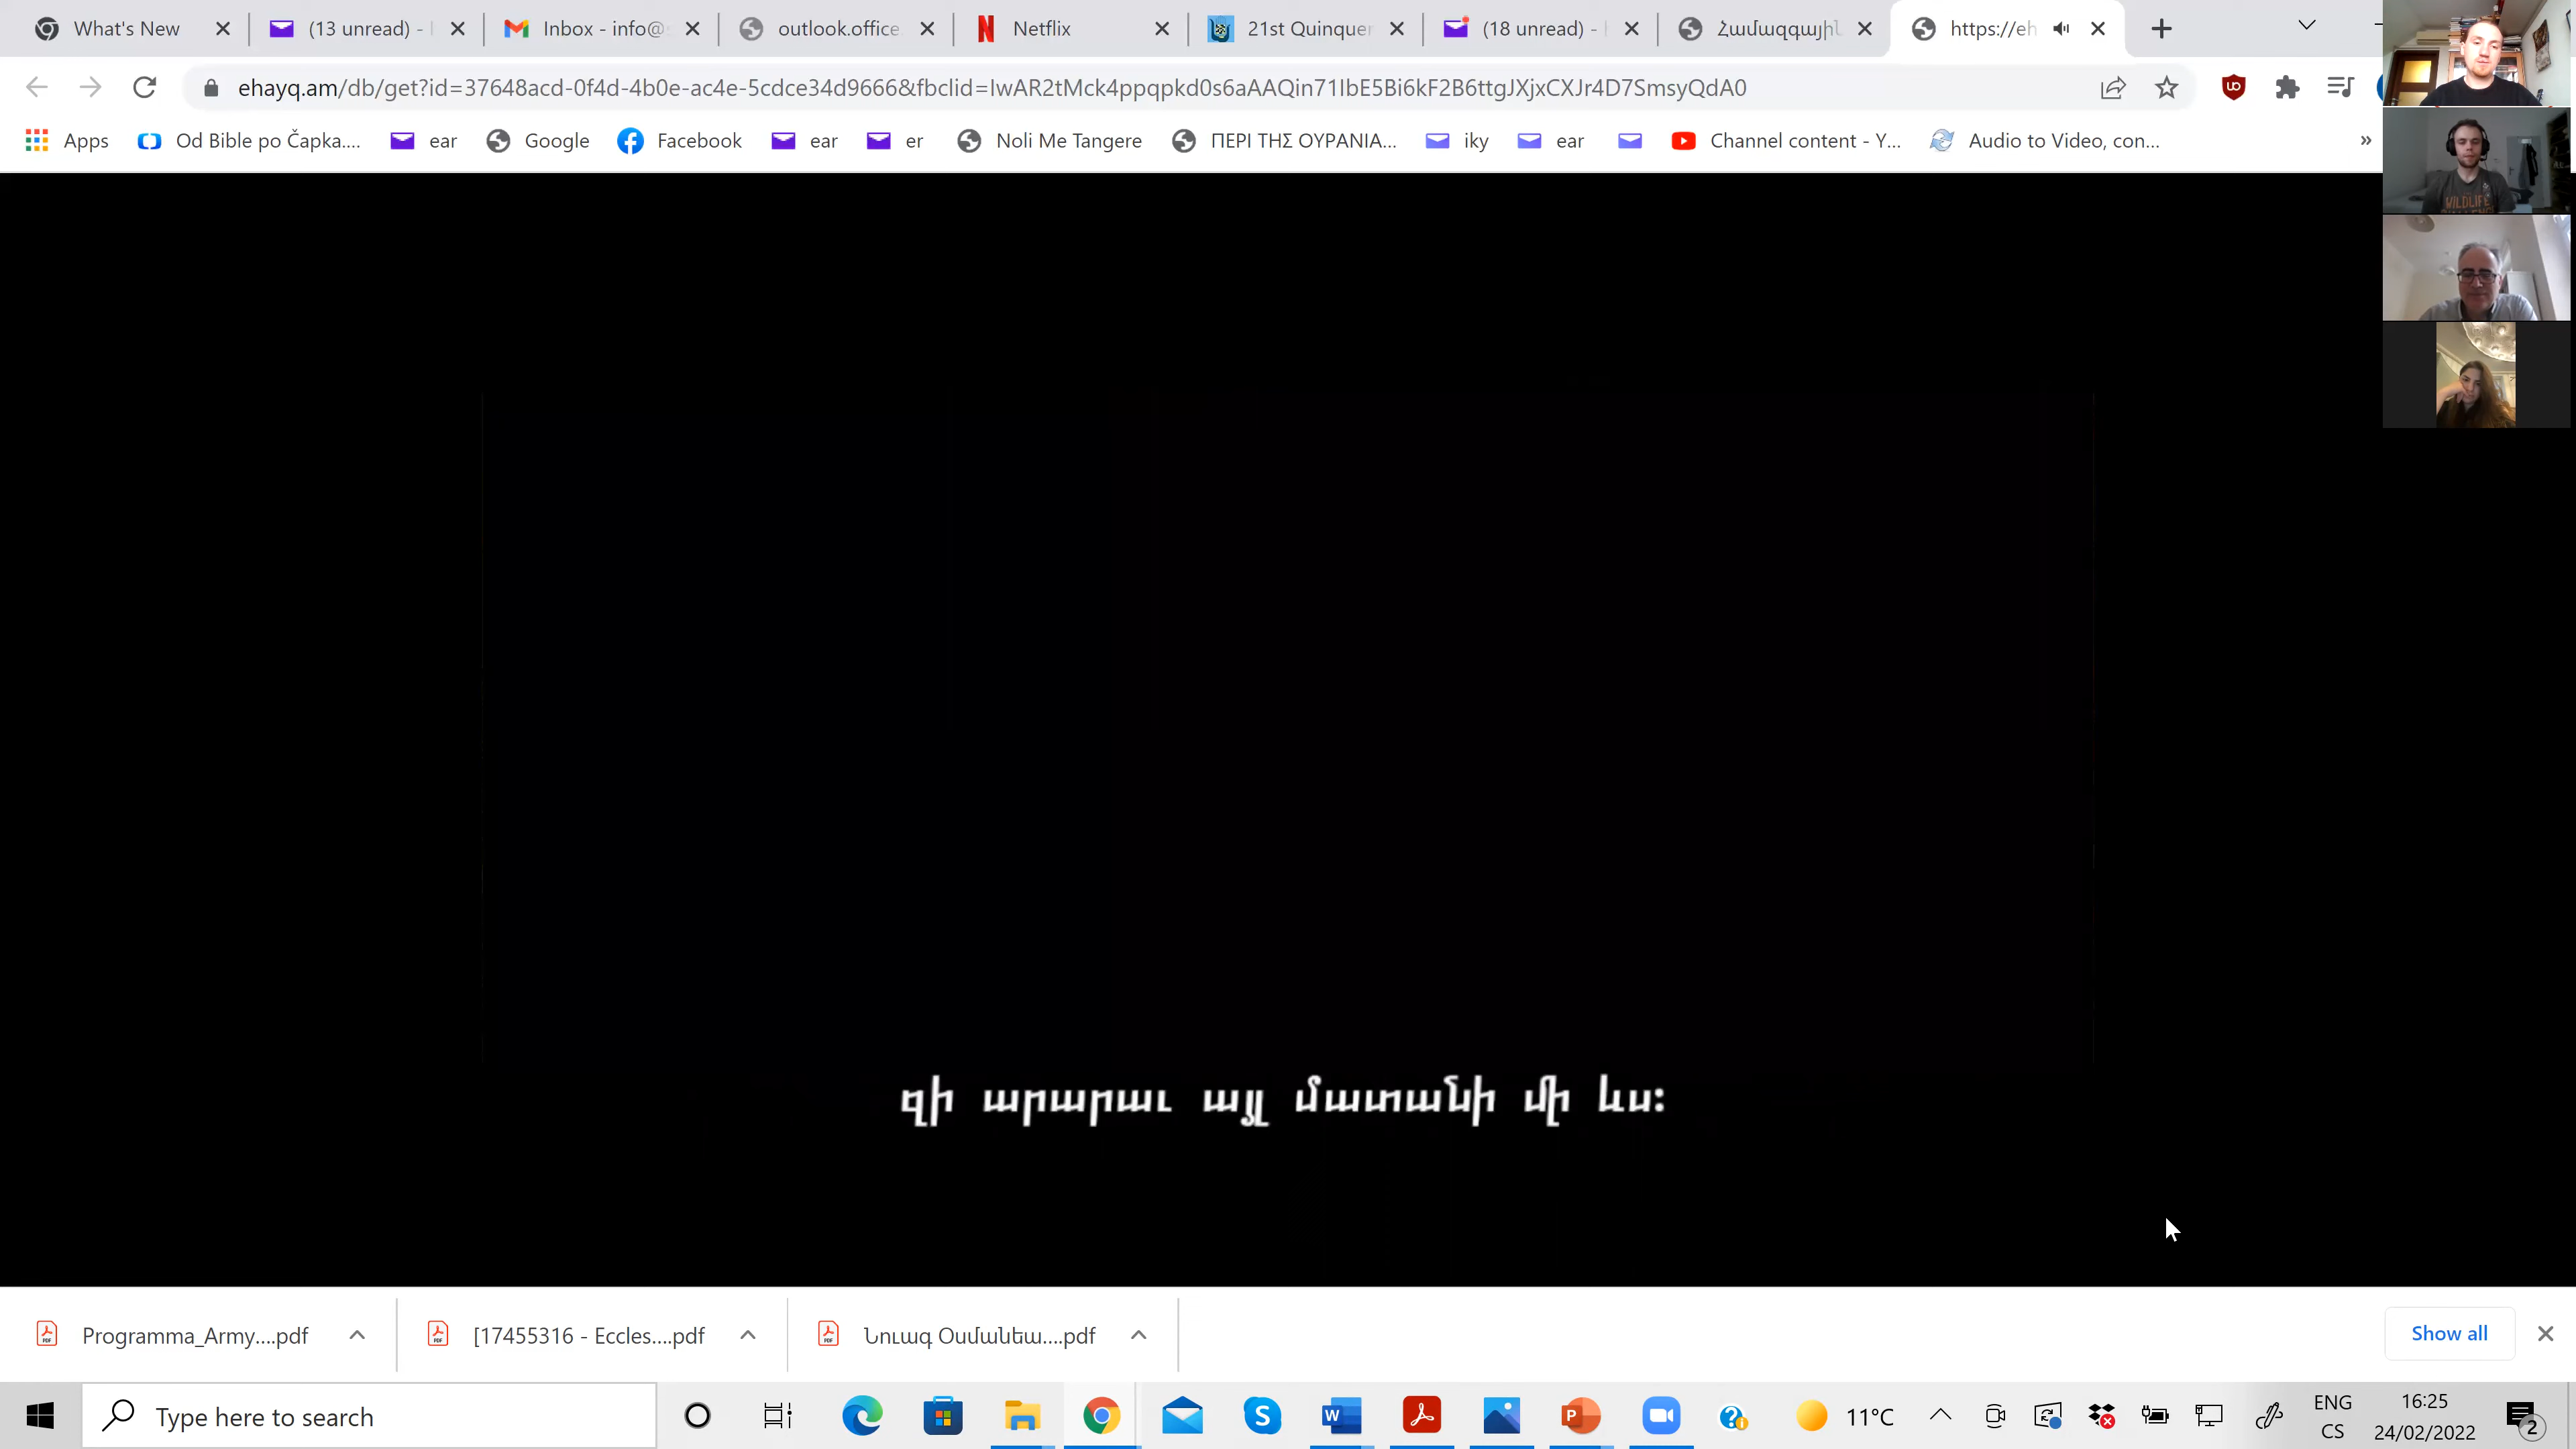 What's New
(13 unread) -
Inbox - info@
outlook.office.
Netflix
21st Quinquer
(18 unread) -
Համազգային
https://eh
ehayq.am/db/get?id=37648acd-0f4d-4b0e-ac4e-5cdce34d9666&fbclid=IwAR2tMck4ppqpkd0s6aAAQin71IbE5Bi6kF2B6ttgJXjxCXJr4D7SmsyQdA0
Apps
Od Bible po Čapka....
ear
Google
Facebook
ear
er
Noli Me Tangere
ΠΕΡΙ ΤΗΣ ΟΥΡΑΝΙΑ...
iky
ear
Channel content - Y...
Audio to Video, con...
»
WILDLIFE
զի արարաւ այլ մատանի մի ևս։
Programma_Army....pdf
[17455316 - Eccles....pdf
Նուագ Օսմանեա....pdf
Show all
Type here to search
11°C
ENG
CS
16:25
24/02/2022
2